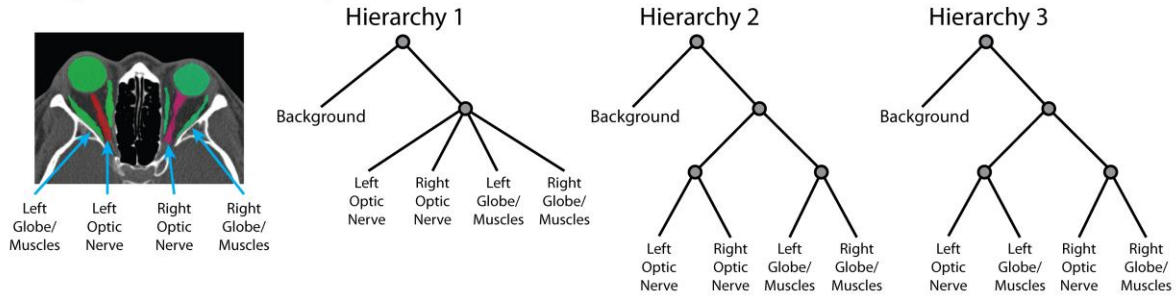 Hierarchy 1
Hierarchy 2
Hierarchy 3
Background
Background
Background
Left
Globe/
Muscles
Left
Optic
Nerve
Right
Optic
Nerve
Right
Globe/
Muscles
Left
Optic
Nerve
Right
Optic
Nerve
Left
Globe/
Muscles
Right
Globe/
Muscles
Left
Optic
Nerve
Right
Optic
Nerve
Left
Globe/
Muscles
Right
Globe/
Muscles
Left
Optic
Nerve
Left
Globe/
Muscles
Right
Optic
Nerve
Right
Globe/
Muscles